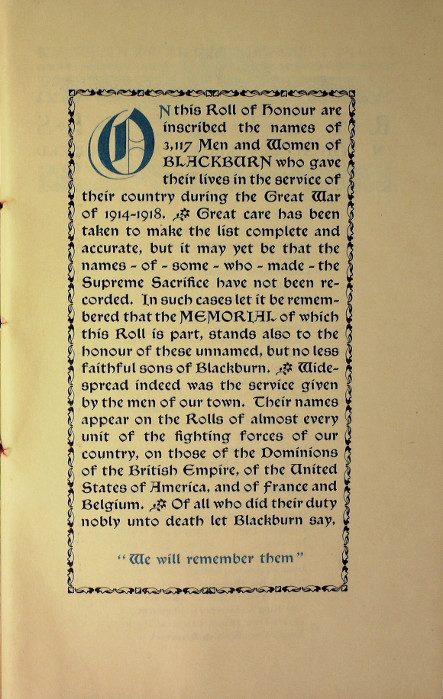 ON this Roll of Honour are
inscribed the names of
3,117 Men and Women of
BLACKBURN who gave
their lives in the service of
their country during the Great War
of 1914-1918. Great care has been
taken to make the list complete and
accurate, but it may yet be that the
names - of - some - who - made - the
Supreme Sacrifice have not been re-
corded. In such cases let it be remem-
bered that the MEMORIAL of which
this Roll is part, stands also to the
honour of these unnamed, but no less
faithful sons of Blackburn. Wide-
spread indeed was the service given
by the men of our town. Their names
appear on the Rolls of almost every
unit of the fighting forces of our
country, on those of the Dominions
of the British Empire, of the United
States of America, and of France and
Belgium. Of all who did their duty
nobly unto death let Blackburn say,
"We will remember them"